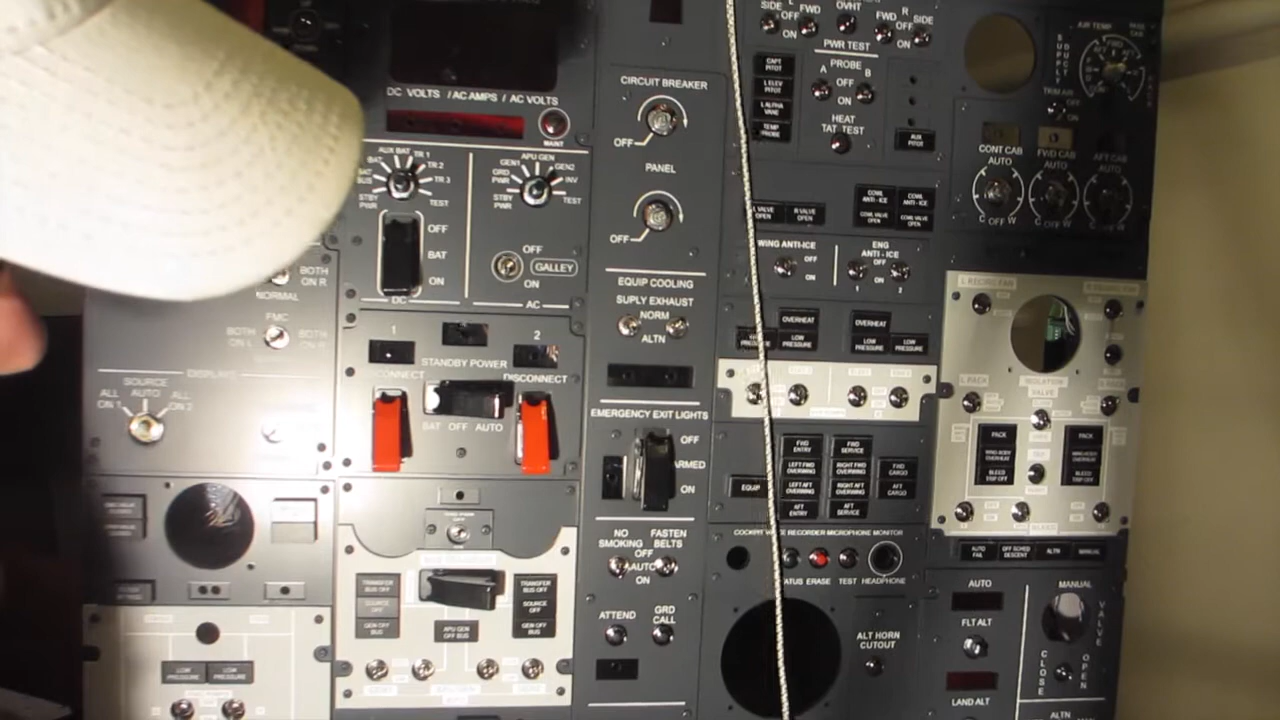 SIDE OFF FWD OVHT FWD R SIDE
ON OFF ON
PWR TEST
PROBE
A OFF B
ON
HEAT
TAT TEST
CAPT PITOT
L ELEV PITOT
L ALPHA VANE
TEMP PROBE
AUX PITOT
AIR TEMP
SUPPLY DUCT
TRIM AIR
OFF
ON
CONT CAB FWD CAB AFT CAB
AUTO AUTO AUTO
C OFF W C OFF W C OFF W
DC VOLTS / AC AMPS / AC VOLTS
MAINT
AUX BAT TR 1
BAT TR 2
BAT BUS TR 3
STBY PWR TEST
APU GEN
GEN1 GEN2
GRD PWR INV
STBY PWR TEST
OFF
BAT
ON
OFF
GALLEY
ON
DC AC
CIRCUIT BREAKER
OFF
PANEL
OFF
EQUIP COOLING
SUPLY EXHAUST
NORM
ALTN
L VALVE OPEN R VALVE OPEN
COWL ANTI-ICE COWL ANTI-ICE
COWL VALVE OPEN COWL VALVE OPEN
WING ANTI-ICE
OFF
ON
ENG ANTI-ICE
OFF
1 ON 2
OVERHEAT OVERHEAT
LOW PRESSURE LOW PRESSURE LOW PRESSURE
BOTH ON R
NORMAL
FMC
BOTH ON L BOTH ON R
DISPLAYS
SOURCE
ALL ON 1 AUTO ALL ON 2
1 2
STANDBY POWER
DISCONNECT
BAT OFF AUTO
EMERGENCY EXIT LIGHTS
OFF
ARMED
ON
NO SMOKING FASTEN BELTS
OFF
AUTO
ON
ATTEND GRD CALL
FWD ENTRY FWD SERVICE
LEFT FWD OVERWING RIGHT FWD OVERWING FWD CARGO
EQUIP LEFT AFT OVERWING RIGHT AFT OVERWING AFT CARGO
AFT ENTRY AFT SERVICE
COCKPIT VOICE RECORDER MICROPHONE MONITOR
STATUS ERASE TEST HEADPHONE
ALT HORN CUTOUT
L PACK
ISOLATION VALVE
PACK PACK
WING-BODY OVERHEAT WING-BODY OVERHEAT
BLEED TRIP OFF BLEED TRIP OFF
AUTO FAIL OFF SCHED DESCENT ALTN MANUAL
AUTO MANUAL
FLT ALT
LAND ALT
VALVE
CLOSE OPEN
ALTN
TRANSFER BUS OFF TRANSFER BUS OFF
SOURCE OFF SOURCE OFF
GEN OFF BUS APU GEN OFF BUS GEN OFF BUS
LOW PRESSURE LOW PRESSURE